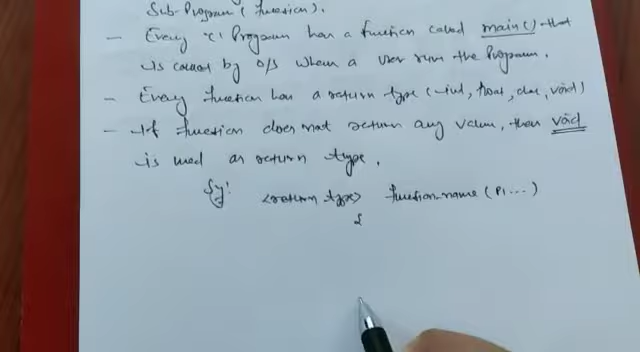 Sub-Program (function).
- Every 'c' Program has a function called main() that
is called by O/S when a user run the Program.
- Every function has a return type (int, float, char, void)
- If function does not return any value, then void
is used as return type.
Sy: <return type> function-name (P1...)
{